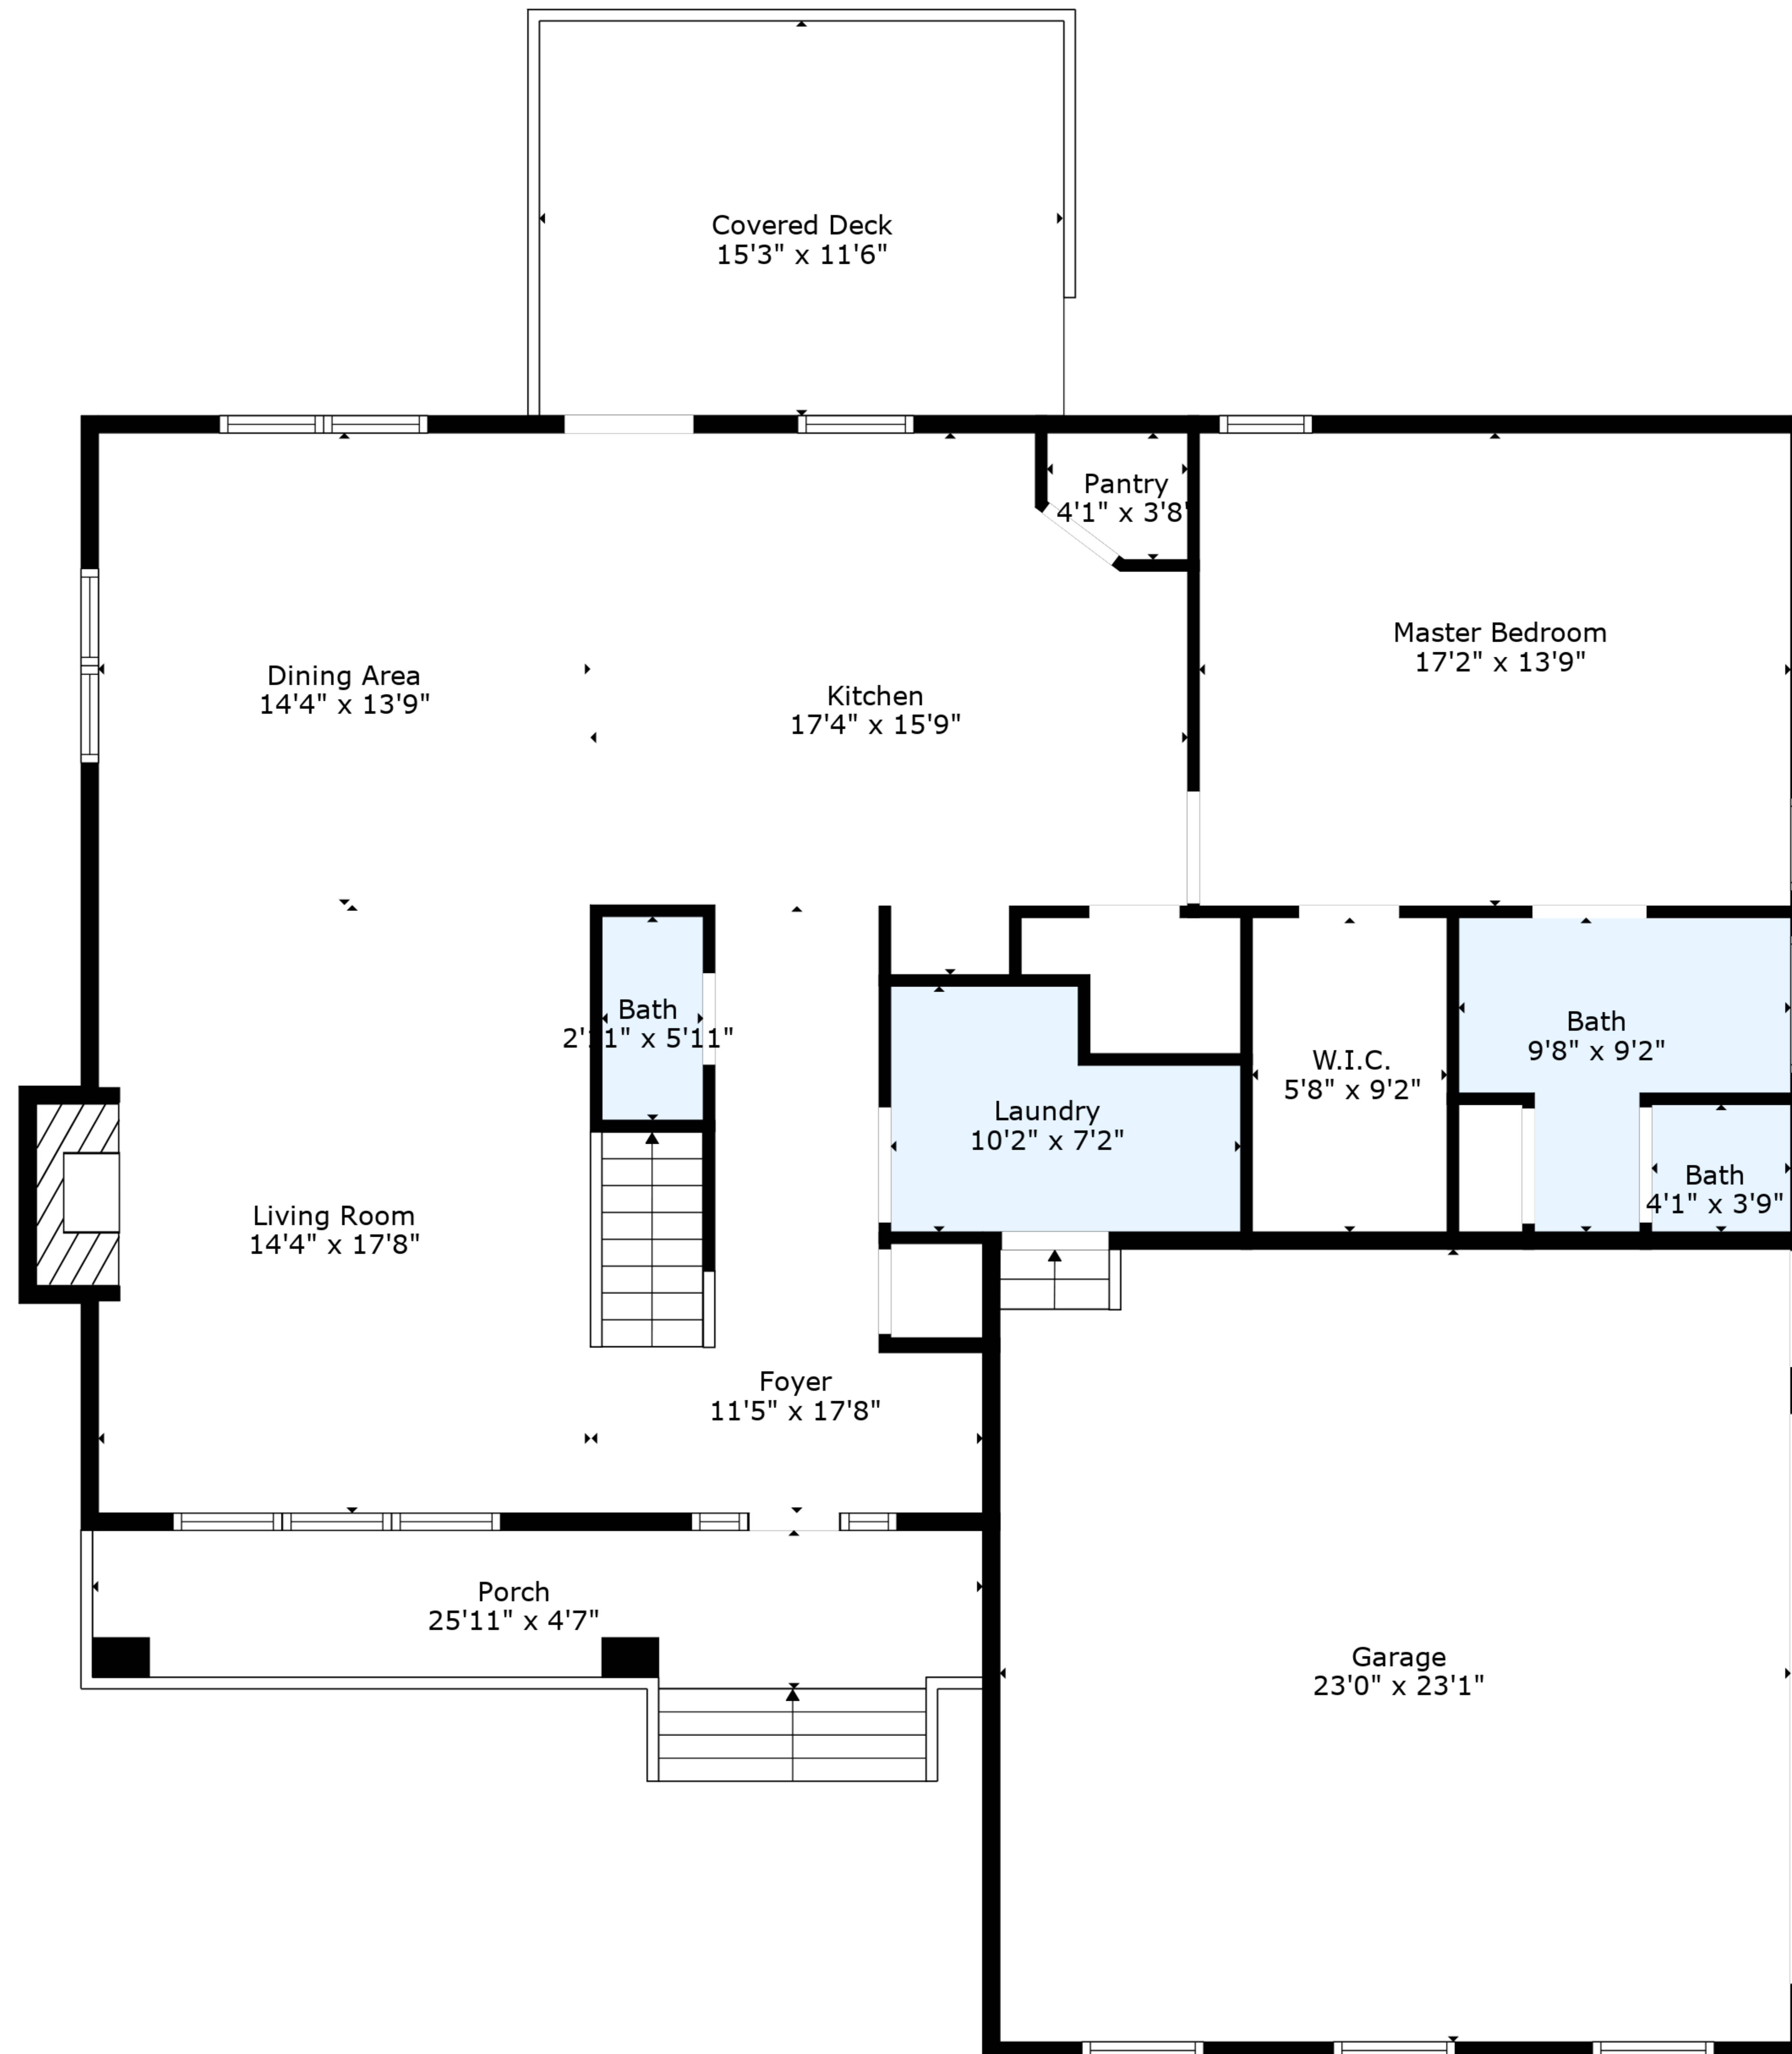 Covered Deck
15'3" x 11'6"
Pantry
4'1" x 3'8"
Master Bedroom
17'2" x 13'9"
Dining Area
14'4" x 13'9"
Kitchen
17'4" x 15'9"
Bath
2'11" x 5'11"
Bath
9'8" x 9'2"
W.I.C.
5'8" x 9'2"
Laundry
10'2" x 7'2"
Bath
4'1" x 3'9"
Living Room
14'4" x 17'8"
Foyer
11'5" x 17'8"
Porch
25'11" x 4'7"
Garage
23'0" x 23'1"